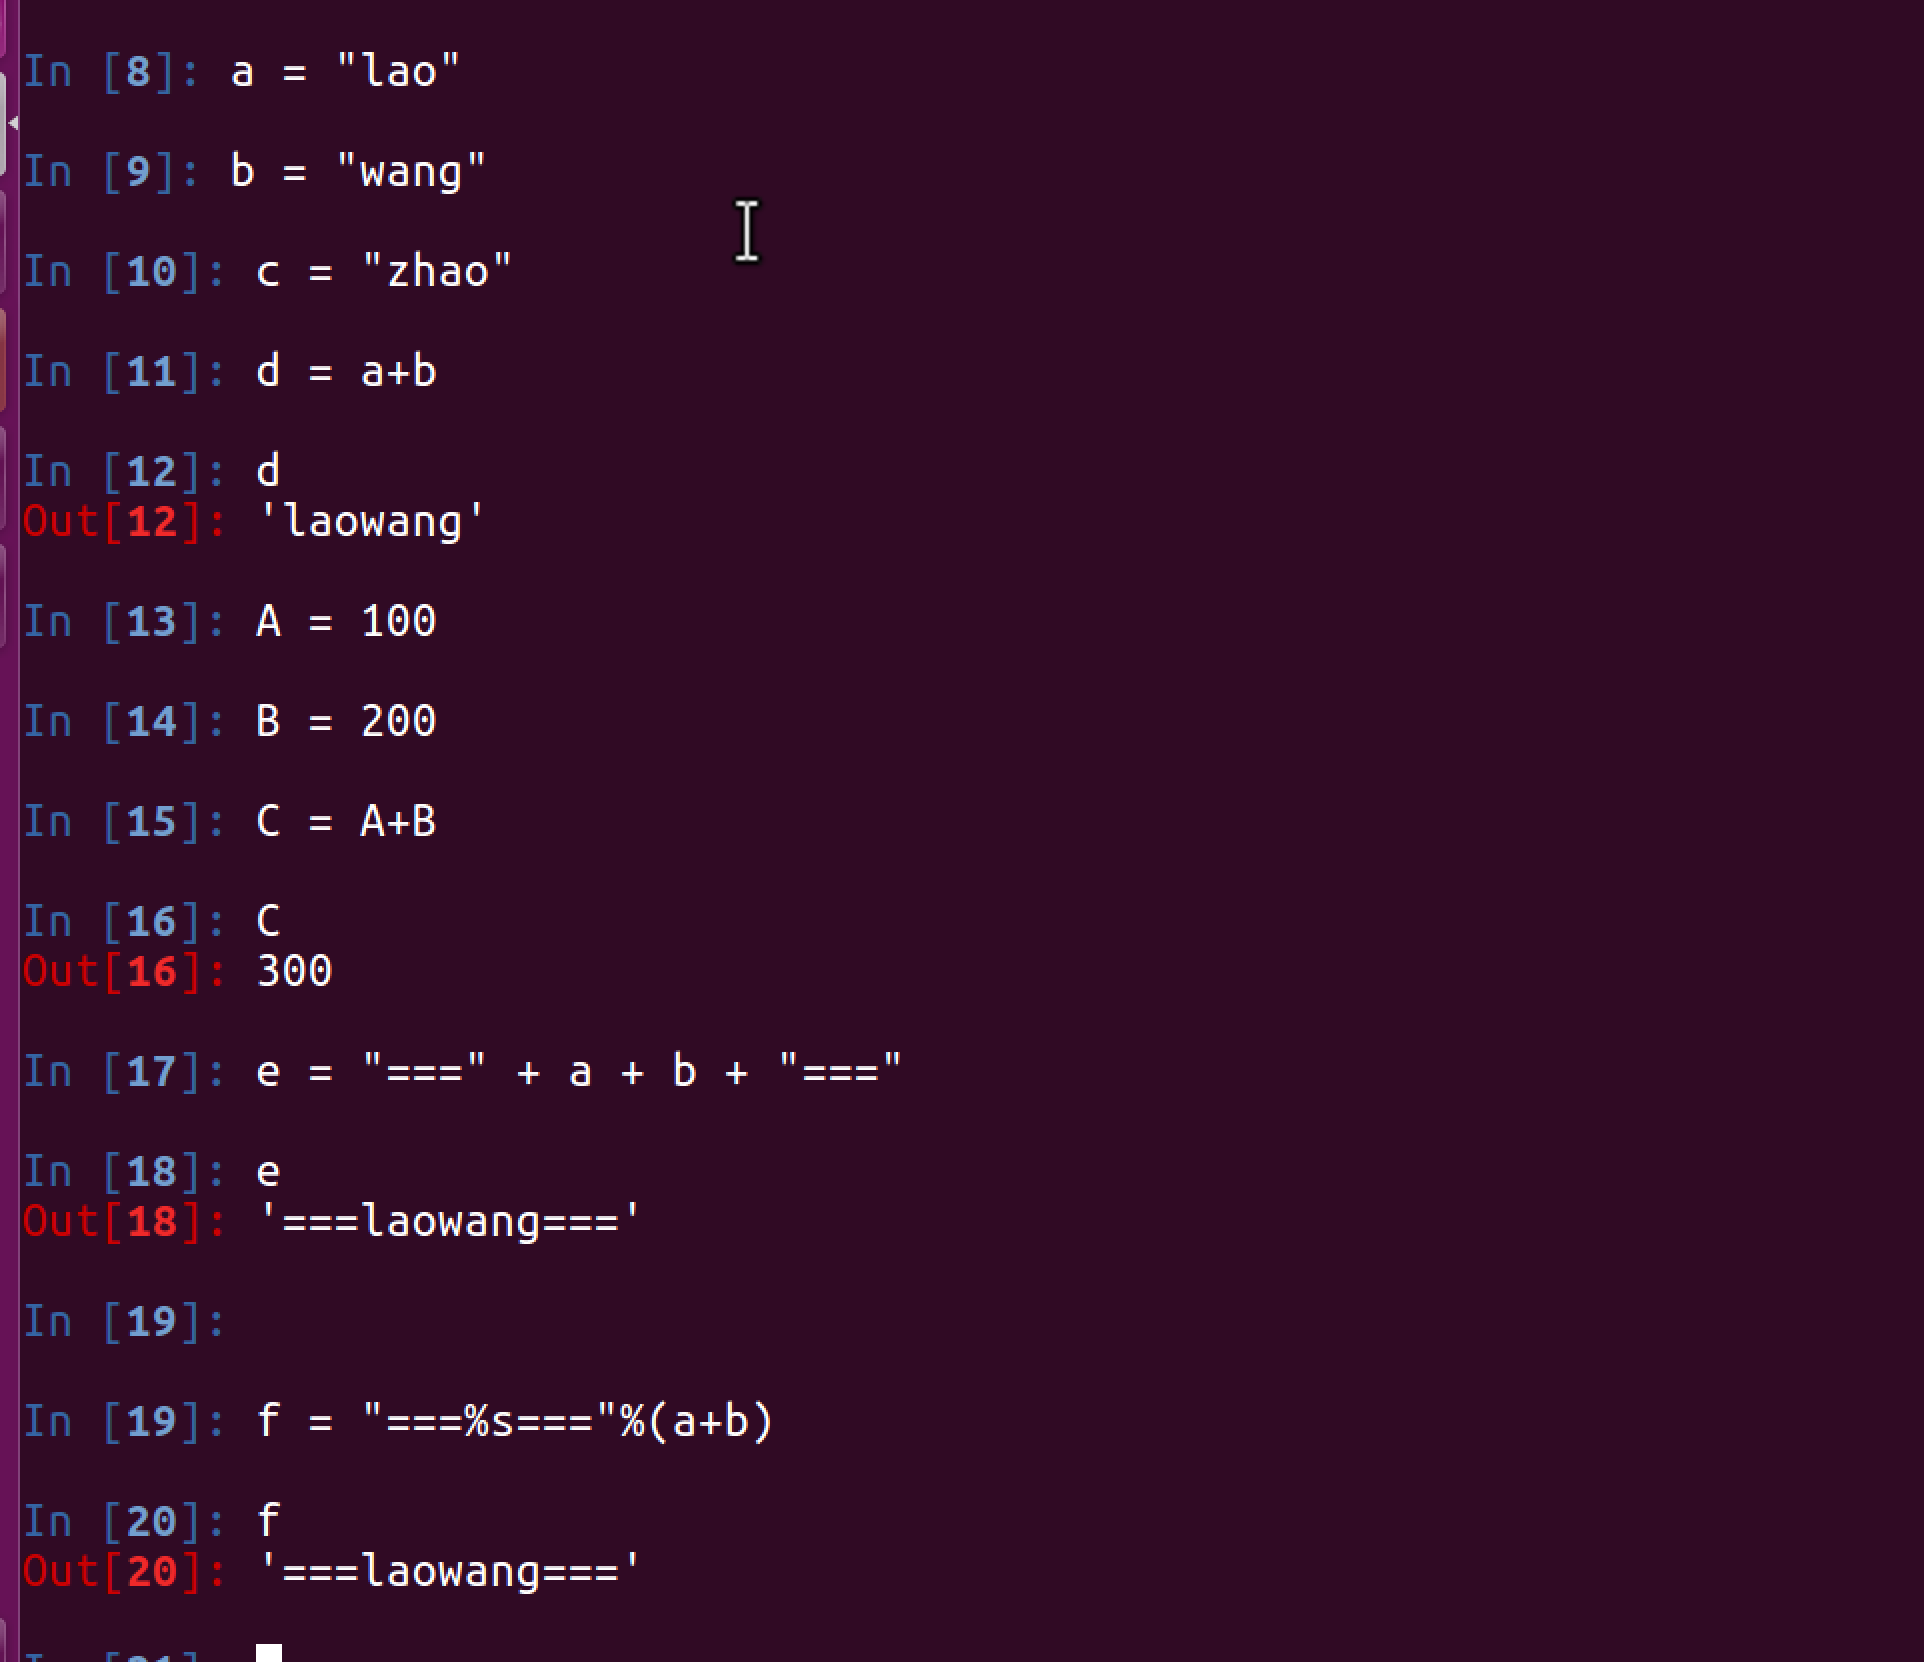 In [8]: a = "lao"
In [9]: b = "wang"
In [10]: c = "zhao"
In [11]: d = a+b
In [12]: d
Out[12]: 'laowang'
In [13]: A = 100
In [14]: B = 200
In [15]: C = A+B
In [16]: C
Out[16]: 300
In [17]: e = "===" + a + b + "==="
In [18]: e
Out[18]: '===laowang==='
In [19]:
In [19]: f = "===%s==="%(a+b)
In [20]: f
Out[20]: '===laowang==='